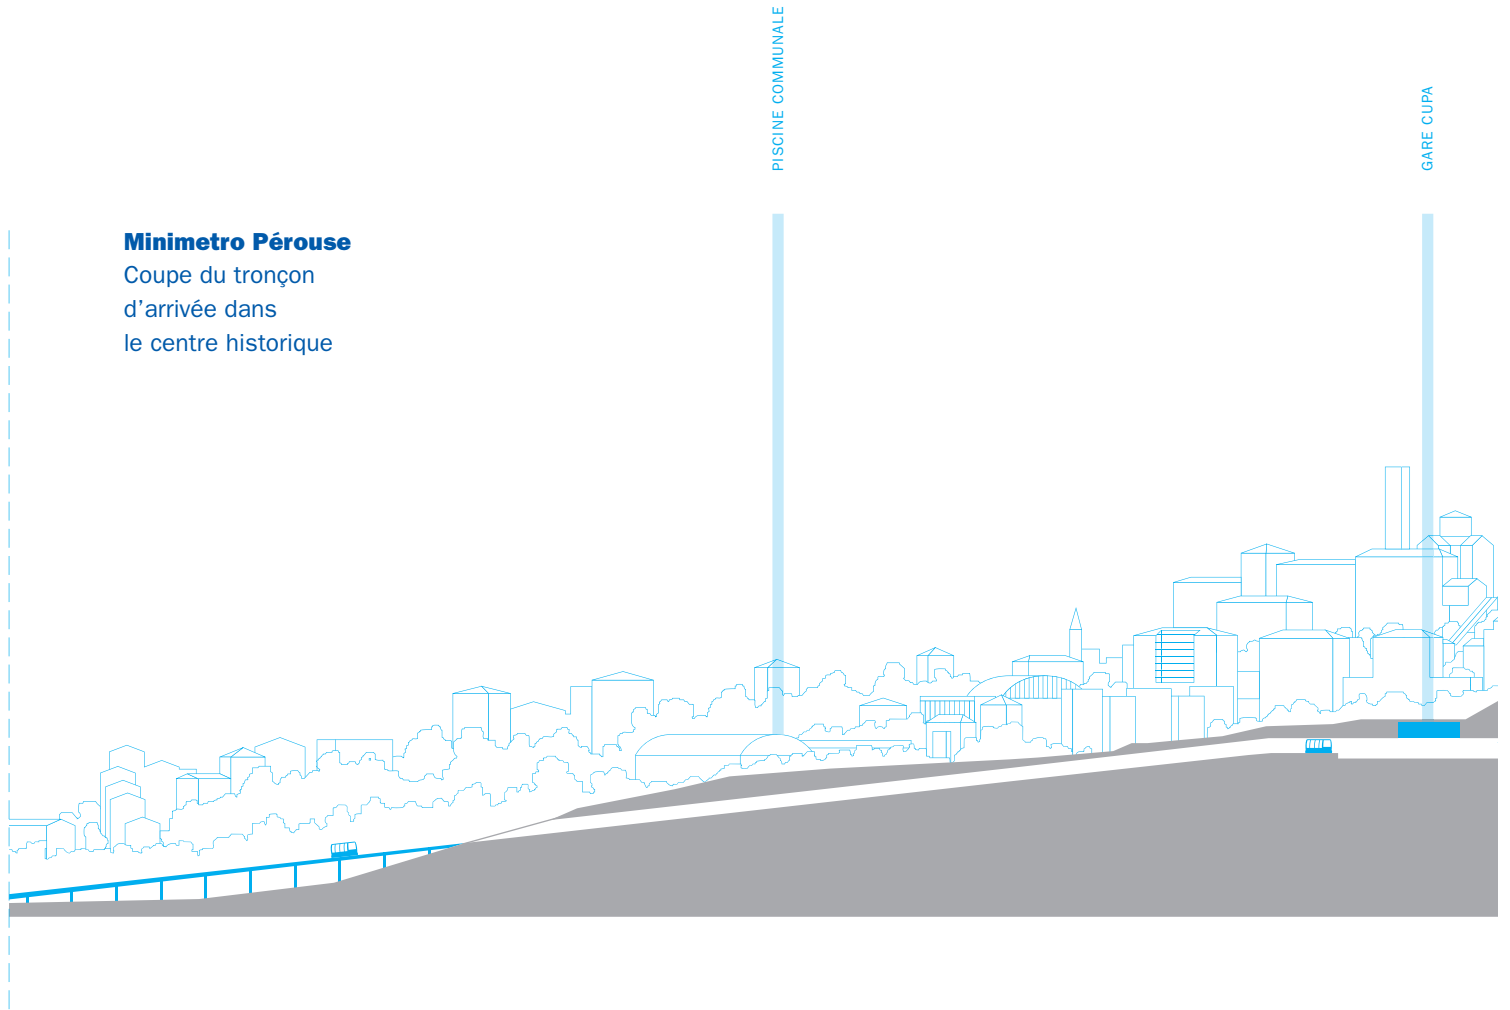 PISCINE COMMUNALE
GARE CUPA
Minimetro Pérouse
Coupe du tronçon
d’arrivée dans
le centre historique